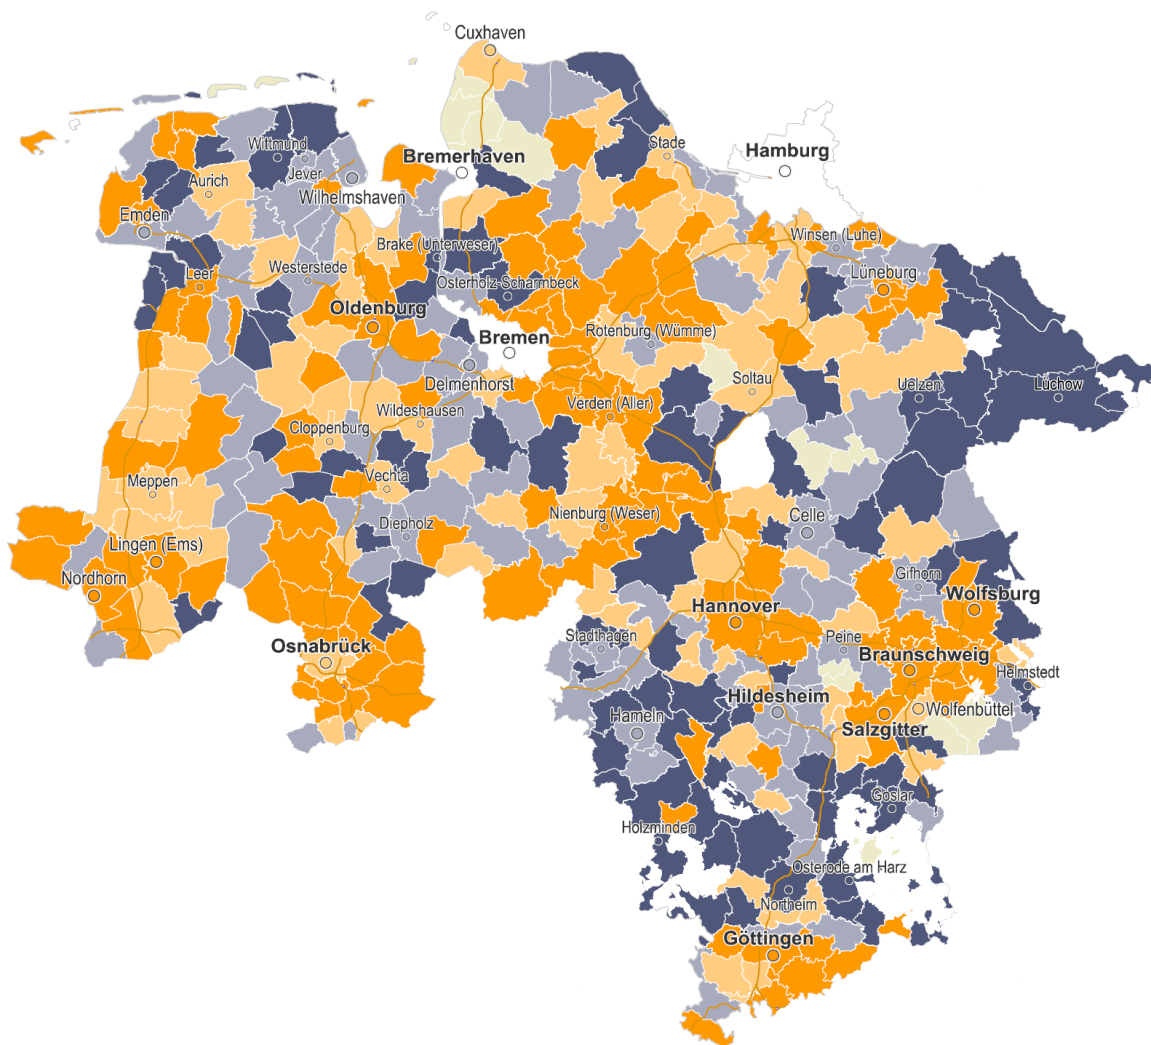 Cuxhaven
Stade
Hamburg
Wittmund
Bremerhaven
Jever
Aurich
Wilhelmshaven
Emden
Winsen (Luhe)
Brake (Unterweser)
Westerstede
Leer
Lüneburg
Osterholz-Scharmbeck
Oldenburg
Rotenburg (Wümme)
Bremen
Soltau
Delmenhorst
Uelzen
Lüchow
Verden (Aller)
Wildeshausen
Cloppenburg
Vechta
Meppen
Nienburg (Weser)
Celle
Diepholz
Lingen (Ems)
Gifhorn
Nordhorn
Wolfsburg
Hannover
Stadthagen
Peine
Osnabrück
Braunschweig
Helmstedt
Hildesheim
Wolfenbüttel
Hameln
Salzgitter
Goslar
Holzminden
Osterode am Harz
Northeim
Göttingen